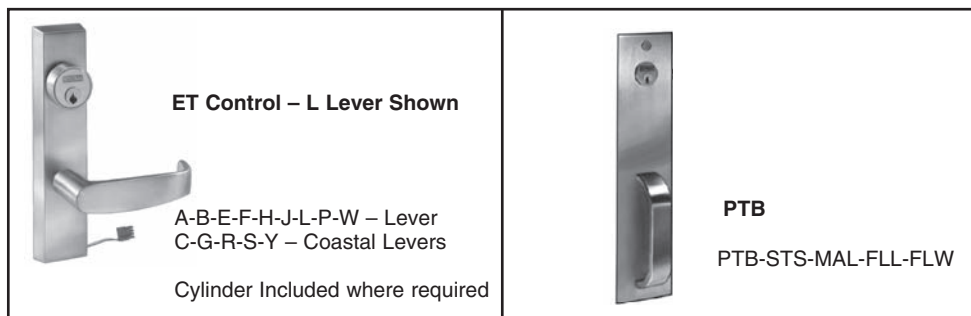 ET Control – L Lever Shown
A-B-E-F-H-J-L-P-W – Lever
C-G-R-S-Y – Coastal Levers
Cylinder Included where required
PTB
PTB-STS-MAL-FLL-FLW